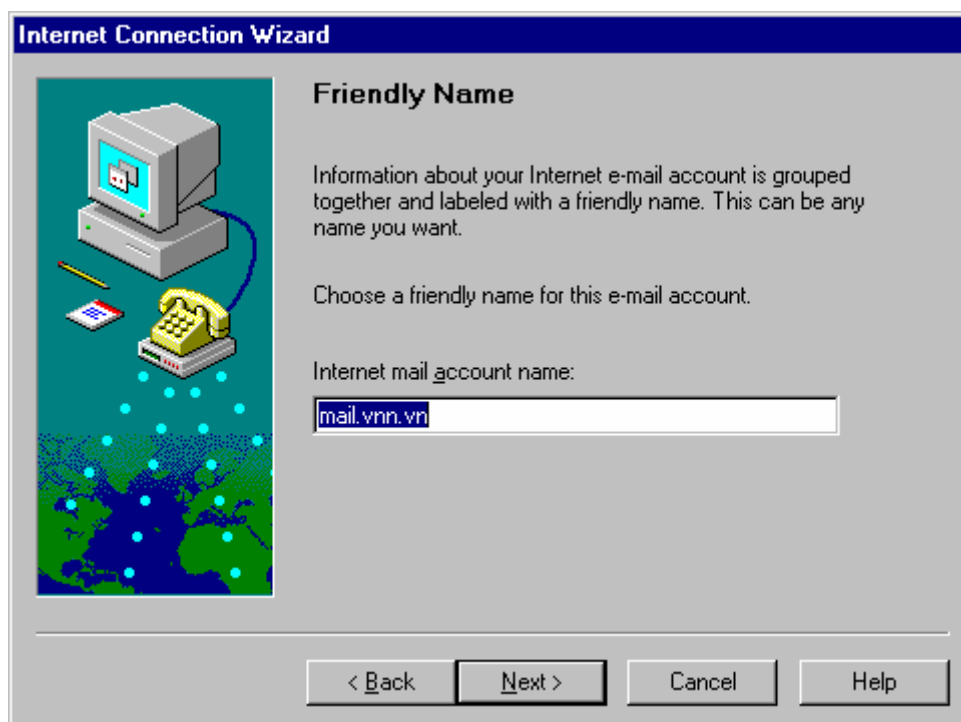 Internet Connection Wizard
Friendly Name
Information about your Internet e-mail account is grouped
together and labeled with a friendly name. This can be any
name you want.
Choose a friendly name for this e-mail account.
Internet mail account name:
mail.vnn.vn
< Back
Next >
Cancel
Help